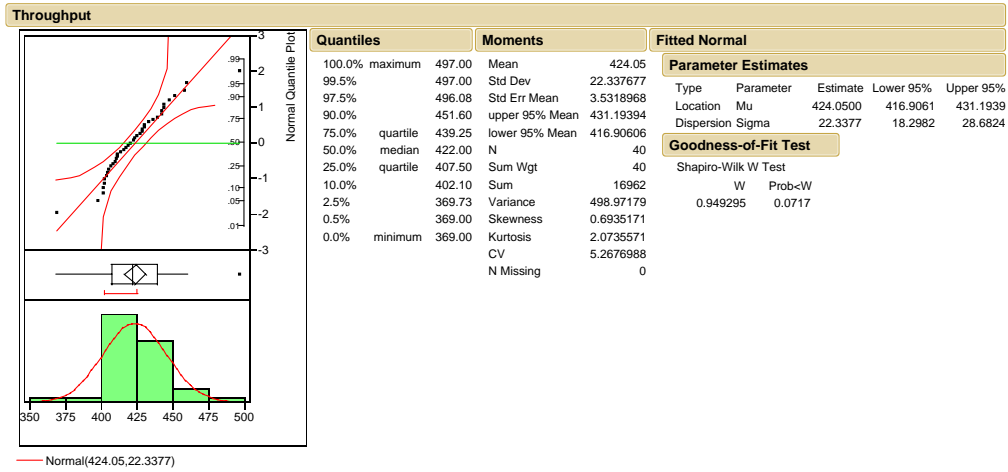 Throughput
3
2
1
0
-1
-2
-3
.99
.95
.90
.75
.50
.25
.10
.05
.01
Normal Quantile Plot
350 375 400 425 450 475 500
Normal(424.05,22.3377)
Quantiles
100.0% maximum 497.00
99.5% 497.00
97.5% 496.08
90.0% 451.60
75.0% quartile 439.25
50.0% median 422.00
25.0% quartile 407.50
10.0% 402.10
2.5% 369.73
0.5% 369.00
0.0% minimum 369.00
Moments
Mean 424.05
Std Dev 22.337677
Std Err Mean 3.5318968
upper 95% Mean 431.19394
lower 95% Mean 416.90606
N 40
Sum Wgt 40
Sum 16962
Variance 498.97179
Skewness 0.6935171
Kurtosis 2.0735571
CV 5.2676988
N Missing 0
Fitted Normal
Parameter Estimates
Type Parameter Estimate Lower 95% Upper 95%
Location Mu 424.0500 416.9061 431.1939
Dispersion Sigma 22.3377 18.2982 28.6824
Goodness-of-Fit Test
Shapiro-Wilk W Test
W Prob<W
0.949295 0.0717